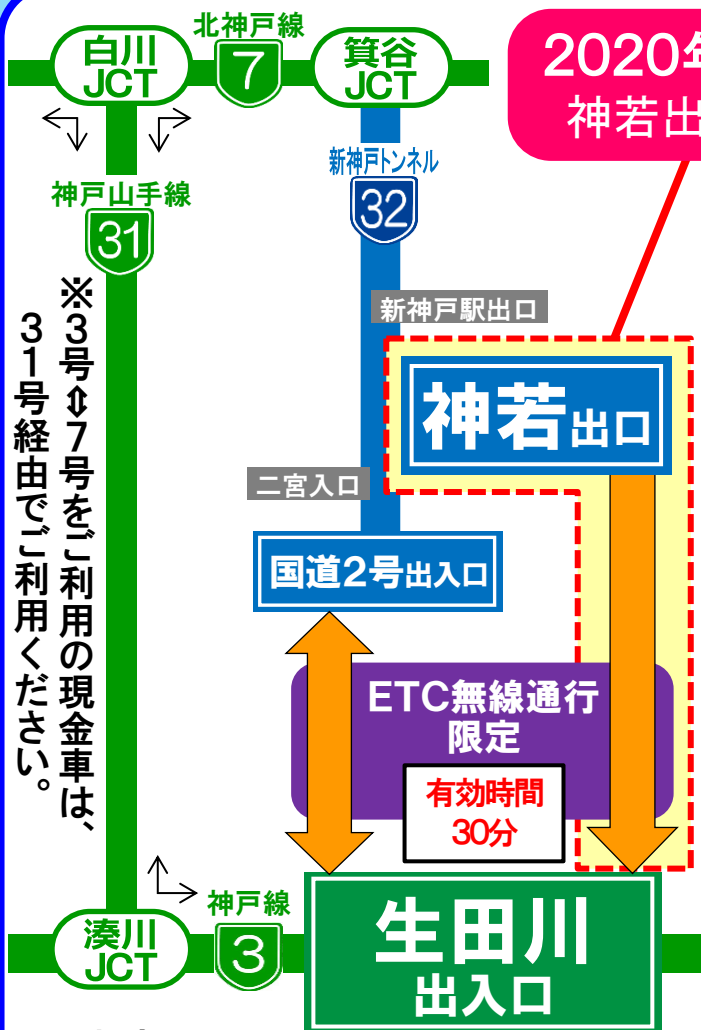 北神戸線
白川
JCT
7
箕谷
JCT
2020年
神若出
新神戸トンネル
32
神戸山手線
31
※3号⇕7号をご利用の現金車は、
31号経由でご利用ください。
新神戸駅出口
神若出口
二宮入口
国道2号出入口
ETC無線通行
限定
有効時間
30分
神戸線
湊川
JCT
3
生田川
出入口